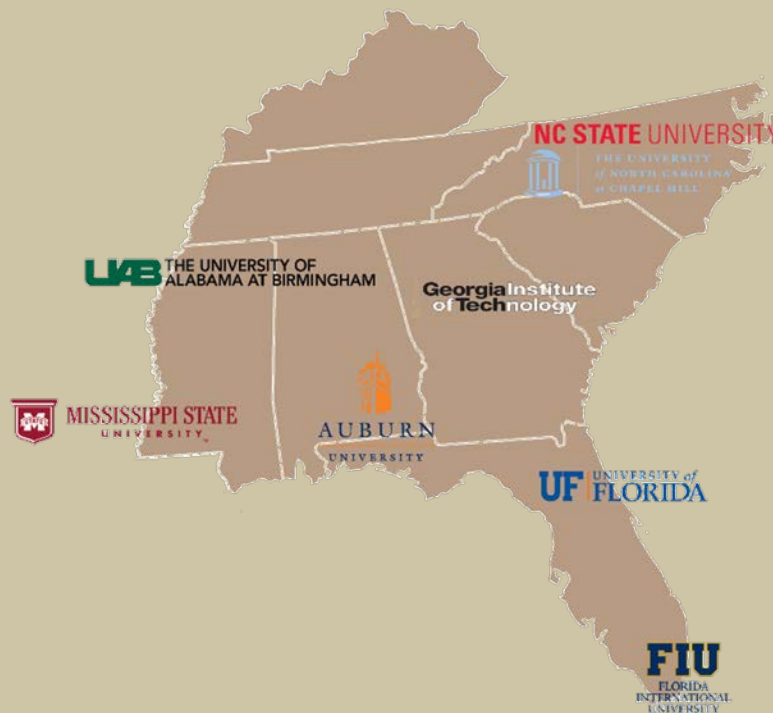 NC STATE UNIVERSITY
THE UNIVERSITY
of NORTH CAROLINA
at CHAPEL HILL
UAB THE UNIVERSITY OF
ALABAMA AT BIRMINGHAM
Georgia Institute
of Technology
MISSISSIPPI STATE
UNIVERSITY
AUBURN
UNIVERSITY
UF UNIVERSITY of
FLORIDA
FIU
FLORIDA
INTERNATIONAL
UNIVERSITY